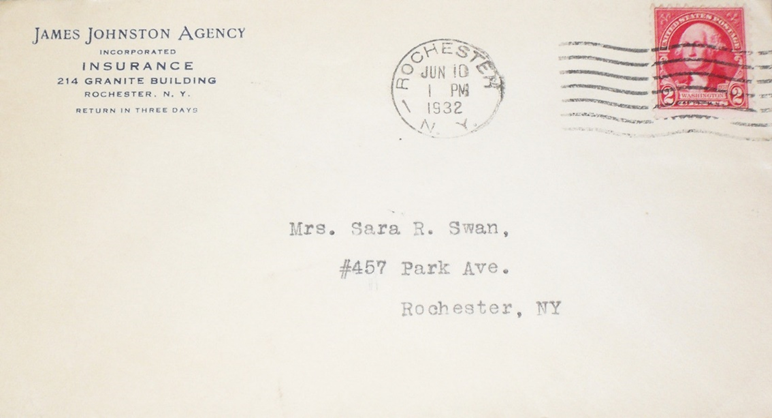 JAMES JOHNSTON AGENCY
INCORPORATED
INSURANCE
214 GRANITE BUILDING
ROCHESTER, N. Y.
RETURN IN THREE DAYS
ROCHESTER
JUN 10
1 PM
1932
N. Y.
UNITED STATES POSTAGE
2 WASHINGTON 2
Mrs. Sara R. Swan,
#457 Park Ave.
Rochester, NY